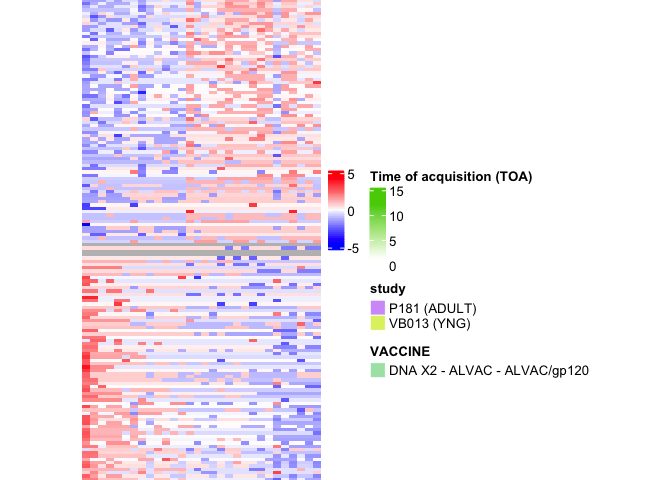 5
0
-5
Time of acquisition (TOA)
15
10
5
0
study
P181 (ADULT)
VB013 (YNG)
VACCINE
DNA X2 - ALVAC - ALVAC/gp120